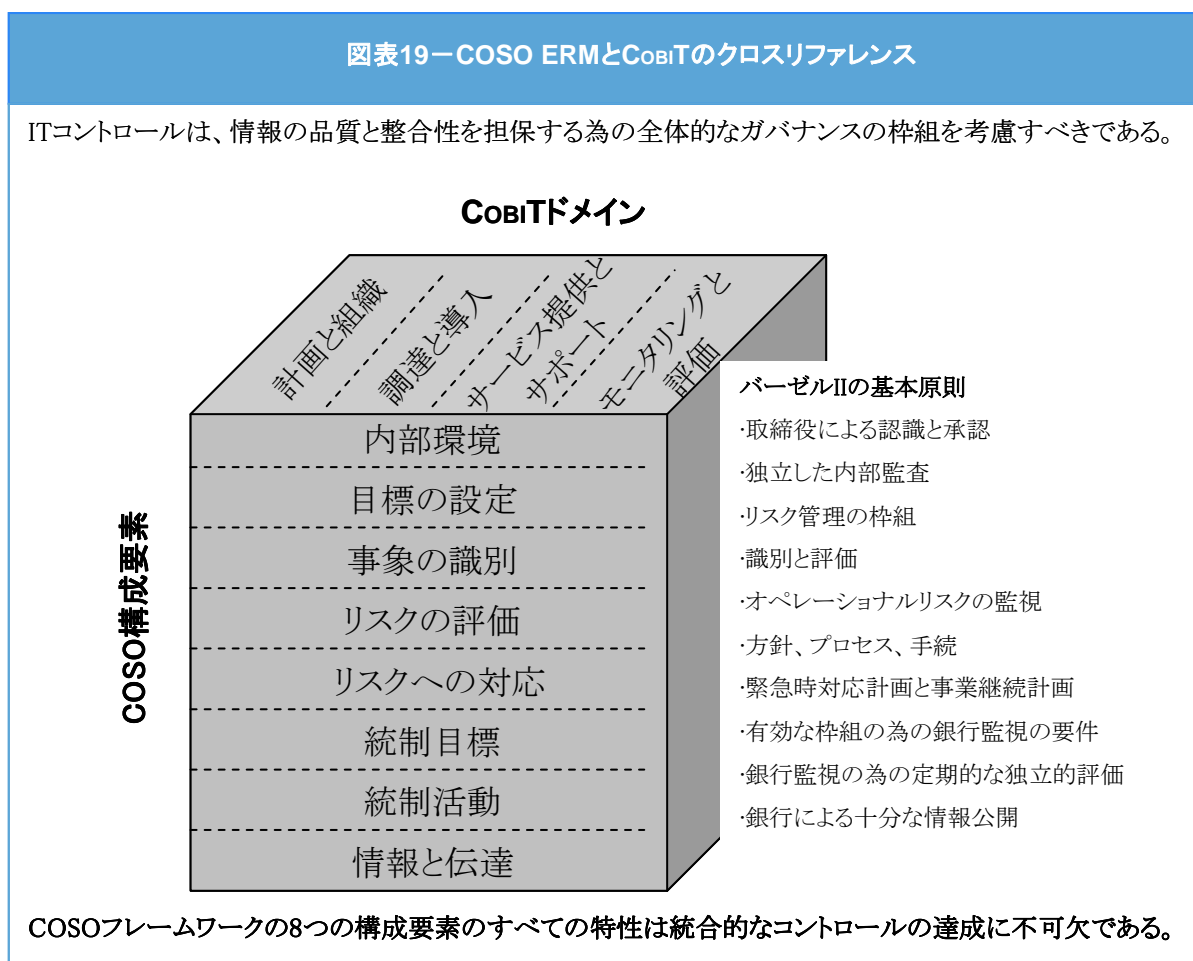 図表19-COSO ERMとCOBITのクロスリファレンス
ITコントロールは、情報の品質と整合性を担保する為の全体的なガバナンスの枠組を考慮すべきである。
COBITドメイン
計画と組織
調達と導入
サービス提供と
サポート
モニタリングと
評価
COSO構成要素
内部環境
目標の設定
事象の識別
リスクの評価
リスクへの対応
統制目標
統制活動
情報と伝達
バーゼルIIの基本原則
·取締役による認識と承認
·独立した内部監査
·リスク管理の枠組
·識別と評価
·オペレーショナルリスクの監視
·方針、プロセス、手続
·緊急時対応計画と事業継続計画
·有効な枠組の為の銀行監視の要件
·銀行監視の為の定期的な独立的評価
·銀行による十分な情報公開
COSOフレームワークの8つの構成要素のすべての特性は統合的なコントロールの達成に不可欠である。